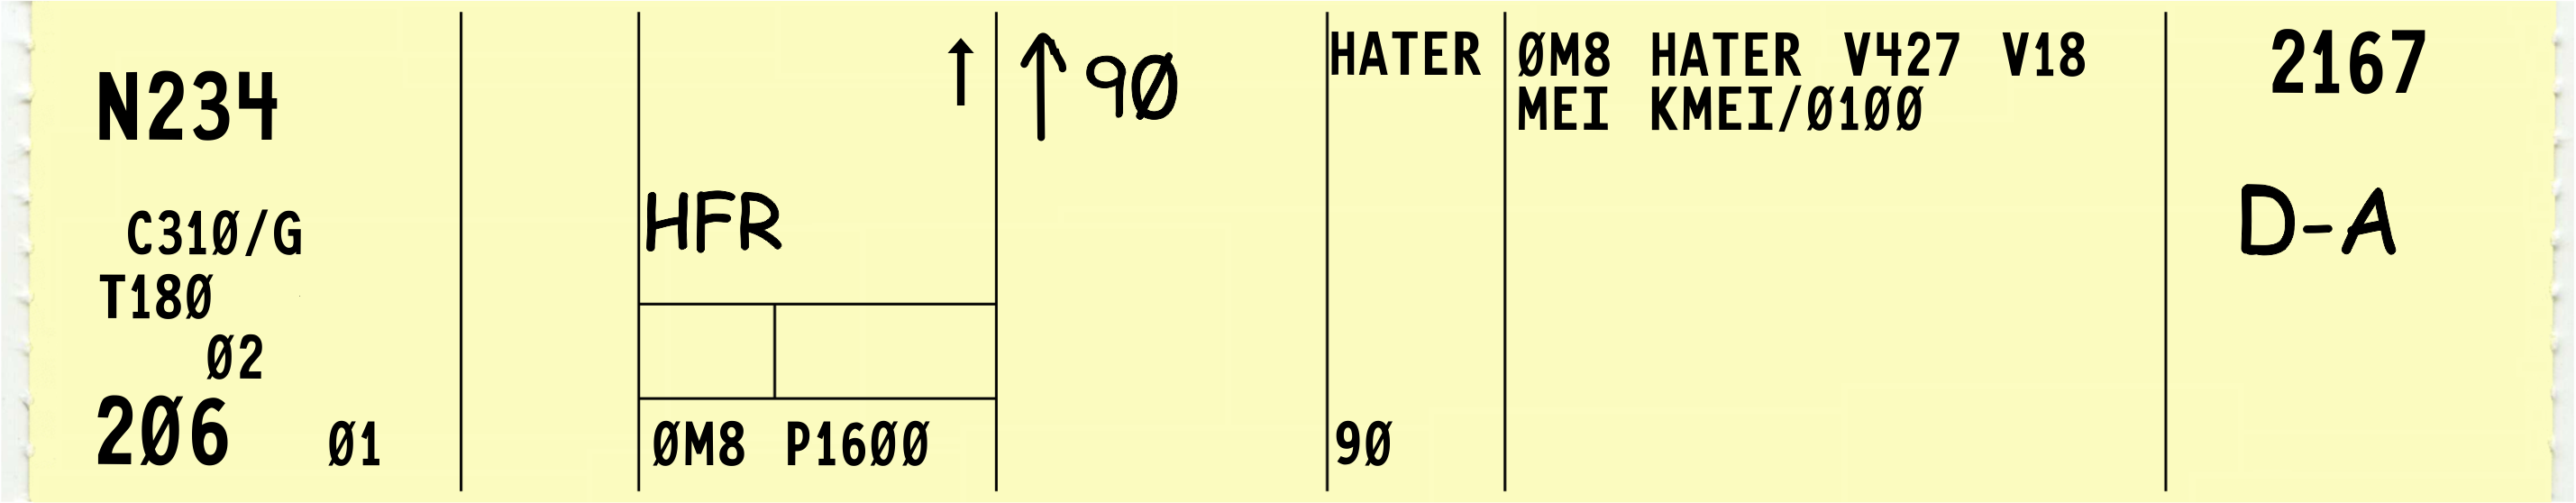 N234
C310/G
T180
02
206 01
HFR
0M8 P1600
↑
↑ 90
HATER
90
0M8 HATER V427 V18
MEI KMEI/0100
2167
D-A